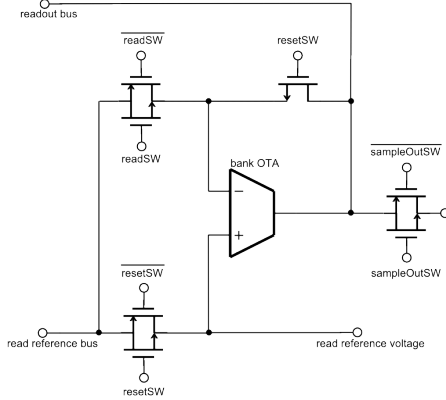 readout bus
readSW
resetSW
readSW
bank OTA
sampleOutSW
−
+
sampleOutSW
resetSW
read reference bus
read reference voltage
resetSW